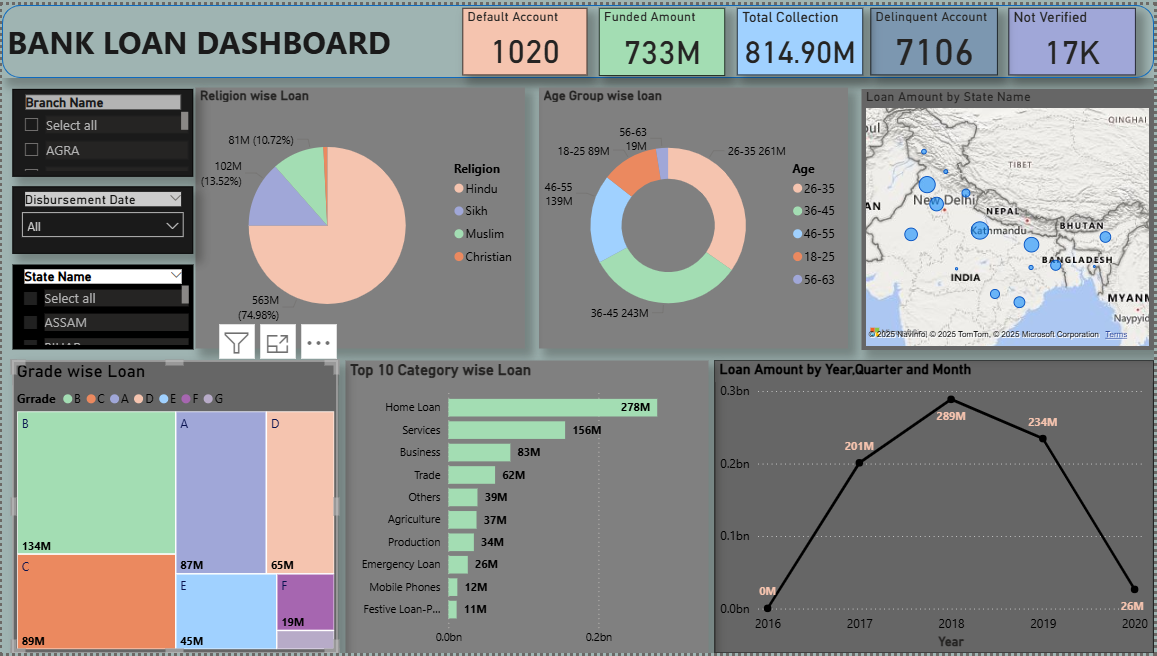 BANK LOAN DASHBOARD
Default Account
1020
Funded Amount
733M
Total Collection
814.90M
Delinquent Account
7106
Not Verified
17K
Branch Name
Select all
AGRA
Disbursement Date
All
State Name
Select all
ASSAM
Religion wise Loan
81M (10.72%)
102M
(13.52%)
563M
(74.98%)
Religion
Hindu
Sikh
Muslim
Christian
Age Group wise loan
56-63
19M
18-25 89M
26-35 261M
46-55
139M
36-45 243M
Age
26-35
36-45
46-55
18-25
56-63
Loan Amount by State Name
QINGHAI
TIBET
New Delhi
NEPAL
Kathmandu
BHUTAN
BANGLADESH
INDIA
© 2025 TomTom, © 2025 Microsoft Corporation Terms
Grade wise Loan
Grrade B C A D E F G
B
134M
C
89M
A
87M
D
65M
E
45M
F
19M
Top 10 Category wise Loan
Home Loan 278M
Services 156M
Business 83M
Trade 62M
Others 39M
Agriculture 37M
Production 34M
Emergency Loan 26M
Mobile Phones 12M
Festive Loan-P... 11M
0.0bn 0.2bn
Loan Amount by Year,Quarter and Month
0.3bn
0.2bn
0.1bn
0.0bn
0M
201M
289M
234M
26M
2016 2017 2018 2019 2020
Year